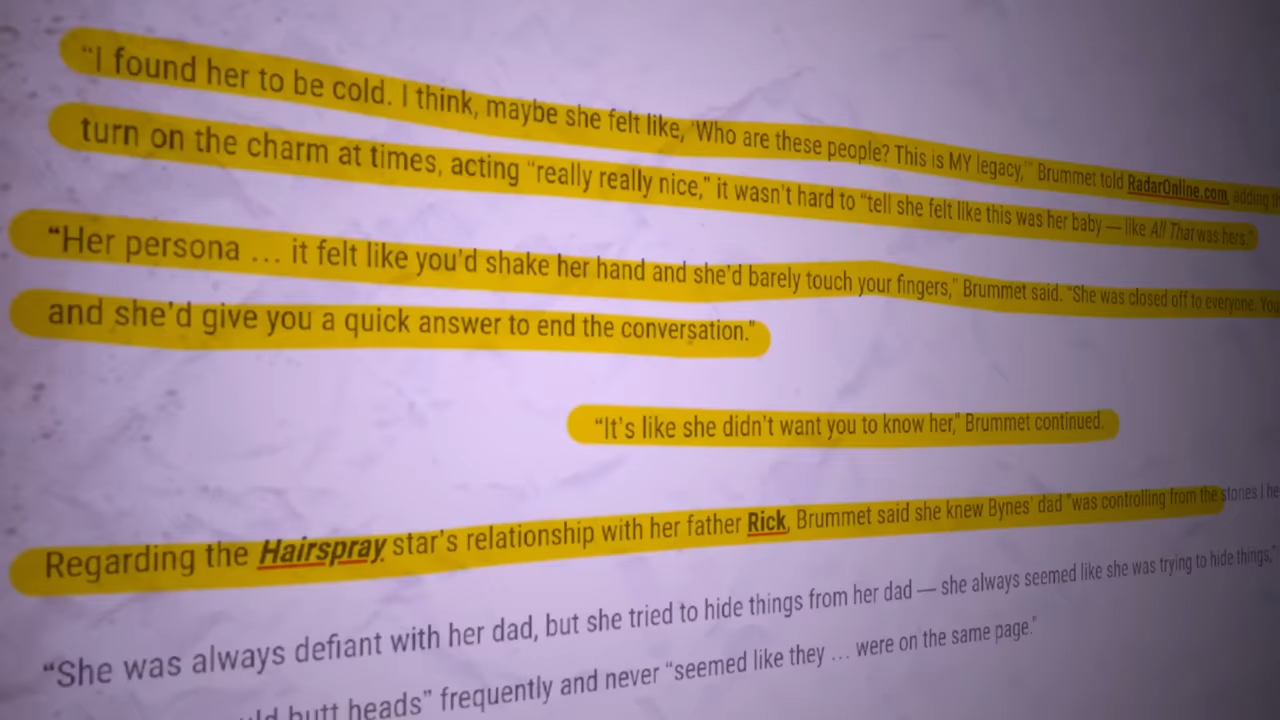 “I found her to be cold. I think, maybe she felt like, ‘Who are these people? This is MY legacy,’” Brummet told RadarOnline.com, adding
turn on the charm at times, acting “really really nice,” it wasn’t hard to “tell she felt like this was her baby — like All That was hers.”
“Her persona … it felt like you’d shake her hand and she’d barely touch your fingers,” Brummet said. “She was closed off to everyone. You
and she’d give you a quick answer to end the conversation.”
“It’s like she didn’t want you to know her,” Brummet continued.
Regarding the Hairspray star’s relationship with her father Rick, Brummet said she knew Bynes’ dad “was controlling from the stories I
“She was always defiant with her dad, but she tried to hide things from her dad — she always seemed like she was trying to hide things,”
butt heads” frequently and never “seemed like they … were on the same page.”